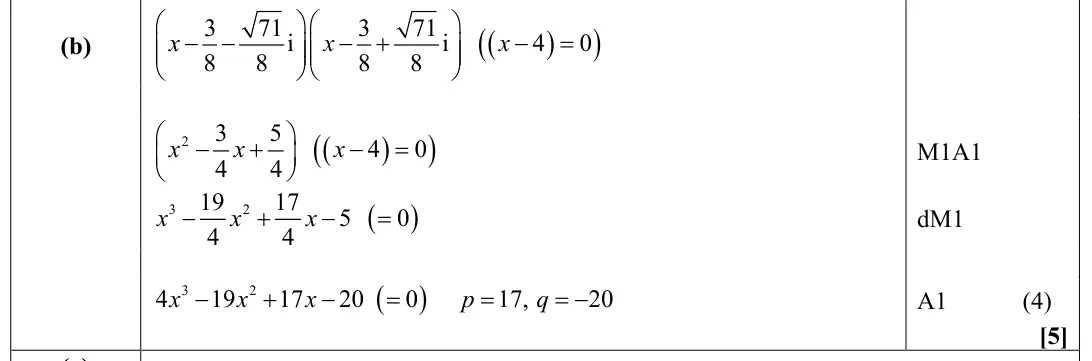 (b) (x − 3/8 − √71/8 i)(x − 3/8 + √71/8 i) ((x − 4) = 0)
(x² − 3/4 x + 5/4) ((x − 4) = 0) M1A1
x³ − 19/4 x² + 17/4 x − 5 (= 0) dM1
4x³ − 19x² + 17x − 20 (= 0) p = 17, q = −20 A1 (4)
[5]